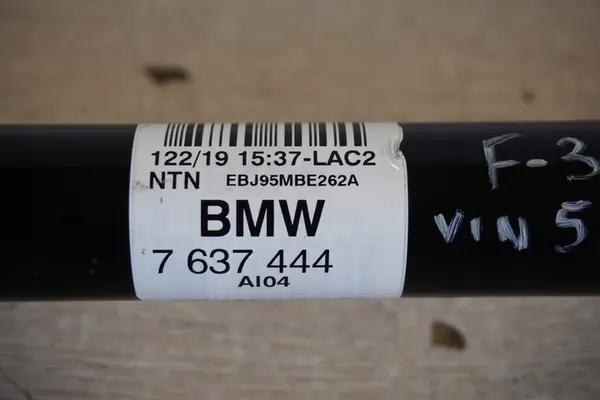 122/19 15:37-LAC2
NTN EBJ95MBE262A
BMW
7 637 444
AI04
F-3
VIN 5